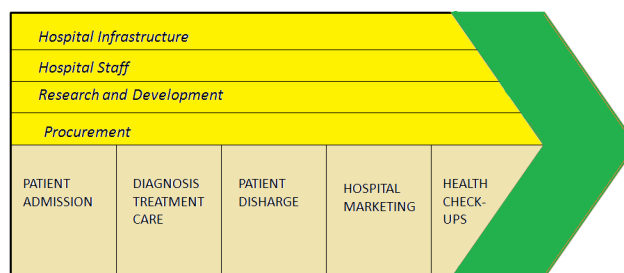 Hospital Infrastructure
Hospital Staff
Research and Development
Procurement
PATIENT
ADMISSION
DIAGNOSIS
TREATMENT
CARE
PATIENT
DISHARGE
HOSPITAL
MARKETING
HEALTH
CHECK-
UPS